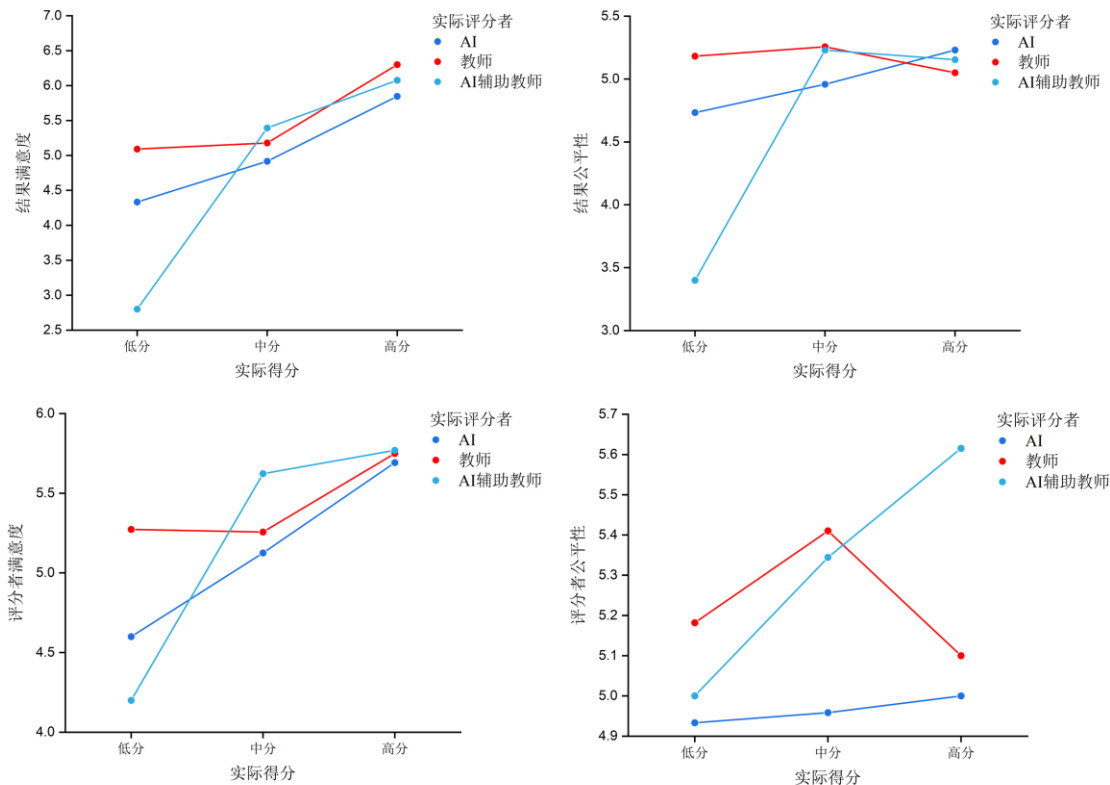 7.0
6.5
6.0
5.5
5.0
4.5
4.0
3.5
3.0
2.5
结果满意度
低分
中分
高分
实际得分
实际评分者
AI
教师
AI辅助教师
5.5
5.0
4.5
4.0
3.5
3.0
结果公平性
低分
中分
高分
实际得分
实际评分者
AI
教师
AI辅助教师
6.0
5.5
5.0
4.5
4.0
评分者满意度
低分
中分
高分
实际得分
实际评分者
AI
教师
AI辅助教师
5.7
5.6
5.4
5.3
5.2
5.1
5.0
4.9
评分者公平性
低分
中分
高分
实际得分
实际评分者
AI
教师
AI辅助教师